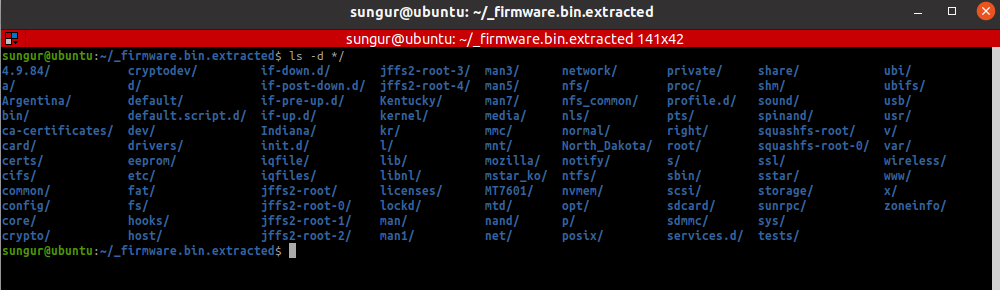 sungur@ubuntu: ~/_firmware.bin.extracted
sungur@ubuntu: ~/_firmware.bin.extracted 141x42
sungur@ubuntu:~/_firmware.bin.extracted$ ls -d */
4.9.84/ cryptodev/ if-down.d/ jffs2-root-3/ man3/ network/ private/ share/ ubi/
a/ d/ if-post-down.d/ jffs2-root-4/ man5/ nfs/ proc/ shm/ ubifs/
Argentina/ default/ if-pre-up.d/ Kentucky/ man7/ nfs_common/ profile.d/ sound/ usb/
bin/ default.script.d/ if-up.d/ kernel/ media/ nls/ pts/ spinand/ usr/
ca-certificates/ dev/ Indiana/ kr/ mmc/ normal/ right/ squashfs-root/ v/
card/ drivers/ init.d/ l/ mnt/ North_Dakota/ root/ squashfs-root-0/ var/
certs/ eeprom/ iqfile/ lib/ mozilla/ notify/ s/ ssl/ wireless/
cifs/ etc/ iqfiles/ libnl/ mstar_ko/ ntfs/ sbin/ sstar/ www/
common/ fat/ jffs2-root/ licenses/ MT7601/ nvmem/ scsi/ storage/ x/
config/ fs/ jffs2-root-0/ lockd/ mtd/ opt/ sdcard/ sunrpc/ zoneinfo/
core/ hooks/ jffs2-root-1/ man/ nand/ p/ sdmmc/ sys/
crypto/ host/ jffs2-root-2/ man1/ net/ posix/ services.d/ tests/
sungur@ubuntu:~/_firmware.bin.extracted$